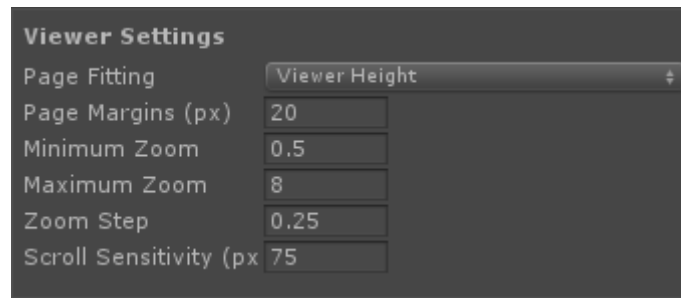 Viewer Settings
Page Fitting Viewer Height
Page Margins (px) 20
Minimum Zoom 0.5
Maximum Zoom 8
Zoom Step 0.25
Scroll Sensitivity (px 75